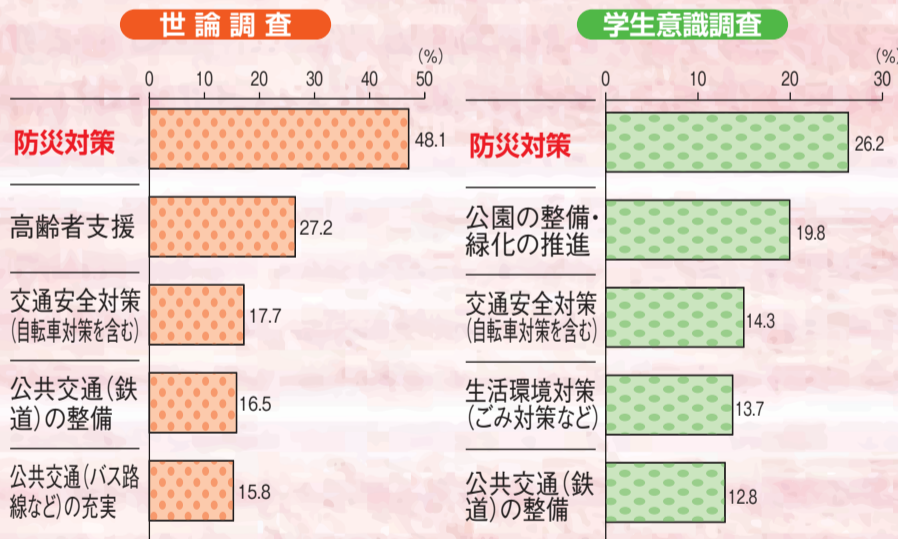 世論調査
(%)
0 10 20 30 40 50
防災対策
48.1
高齢者支援
27.2
交通安全対策
(自転車対策を含む)
17.7
公共交通(鉄
道)の整備
16.5
公共交通(バス路
線など)の充実
15.8
学生意識調査
(%)
0 10 20 30
防災対策
26.2
公園の整備・
緑化の推進
19.8
交通安全対策
(自転車対策を含む)
14.3
生活環境対策
(ごみ対策など)
13.7
公共交通(鉄
道)の整備
12.8